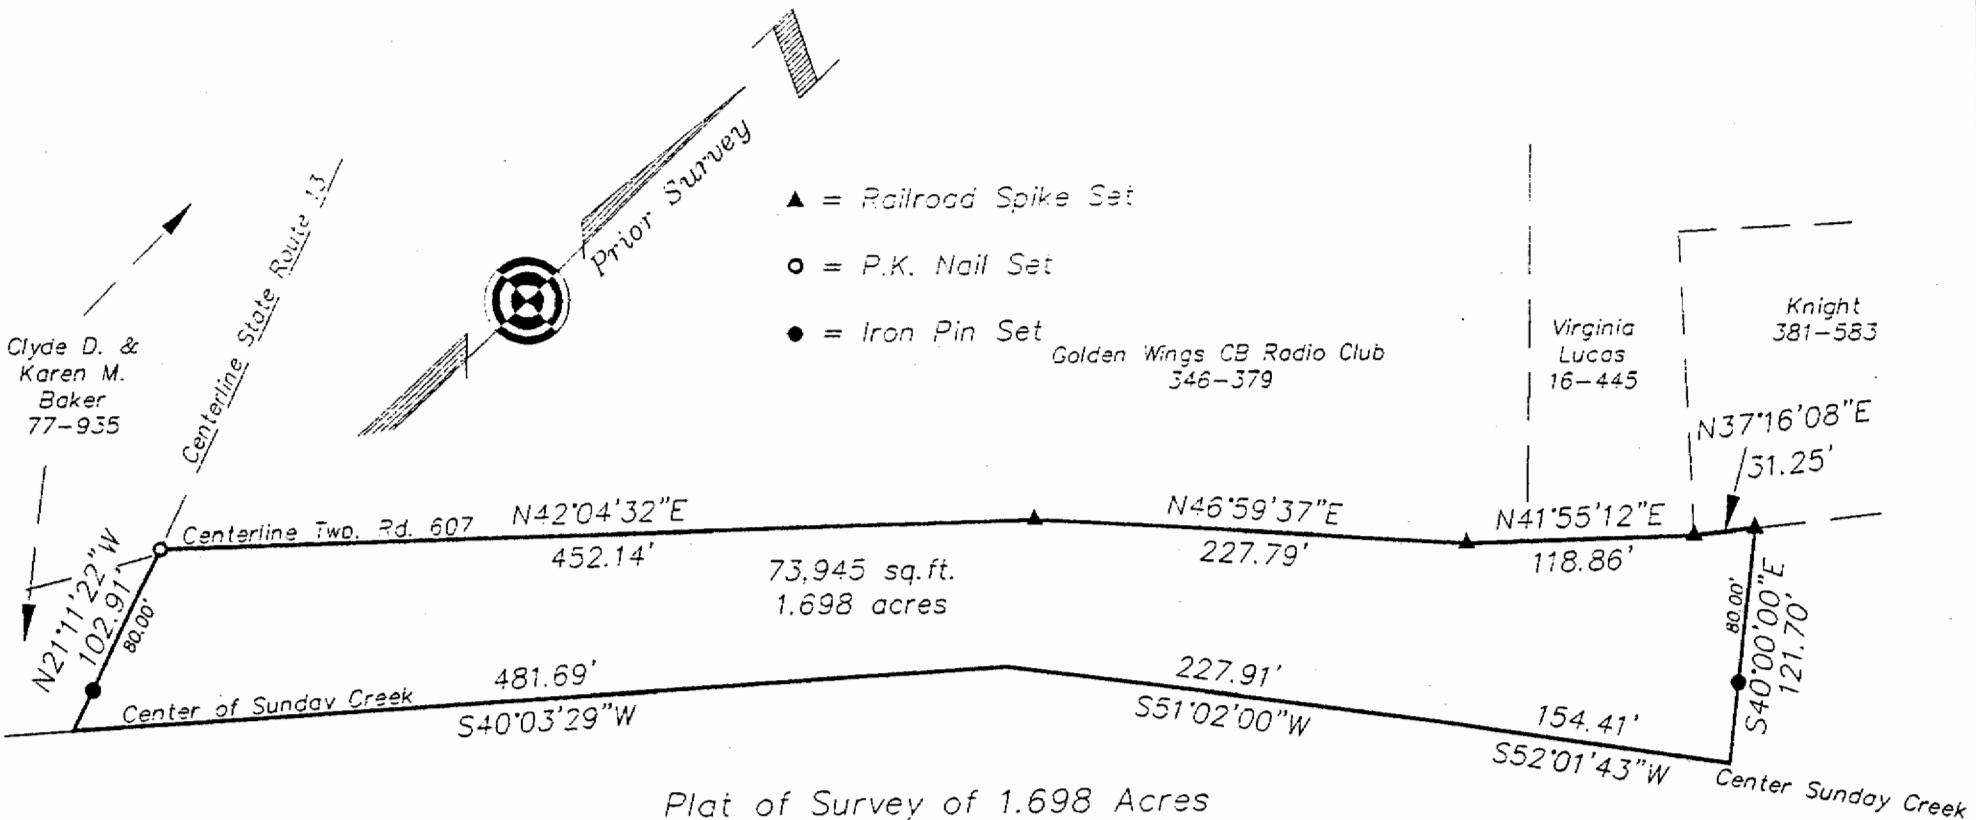 Prior Survey
▲ = Railroad Spike Set
○ = P.K. Nail Set
● = Iron Pin Set
Clyde D. &
Karen M.
Baker
77-935
Centerline State Route 13
Golden Wings CB Radio Club
346-379
Virginia
Lucas
16-445
Knight
381-583
N37°16'08"E
31.25'
Centerline Twp. Rd. 607
N42°04'32"E
452.14'
N46°59'37"E
227.79'
N41°55'12"E
118.86'
73,945 sq.ft.
1.698 acres
N21°11'22"W
102.91'
80.00'
80.00'
S40°00'00"E
121.70'
Center of Sunday Creek
481.69'
S40°03'29"W
227.91'
S51°02'00"W
154.41'
S52°01'43"W
Center Sunday Creek
Plat of Survey of 1.698 Acres